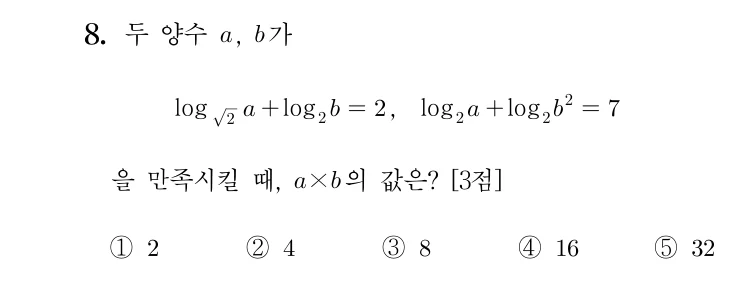 8. 두 양수 a, b가
log_{√2} a + log_2 b = 2, log_2 a + log_2 b^2 = 7
을 만족시킬 때, a×b의 값은? [3점]
① 2 ② 4 ③ 8 ④ 16 ⑤ 32